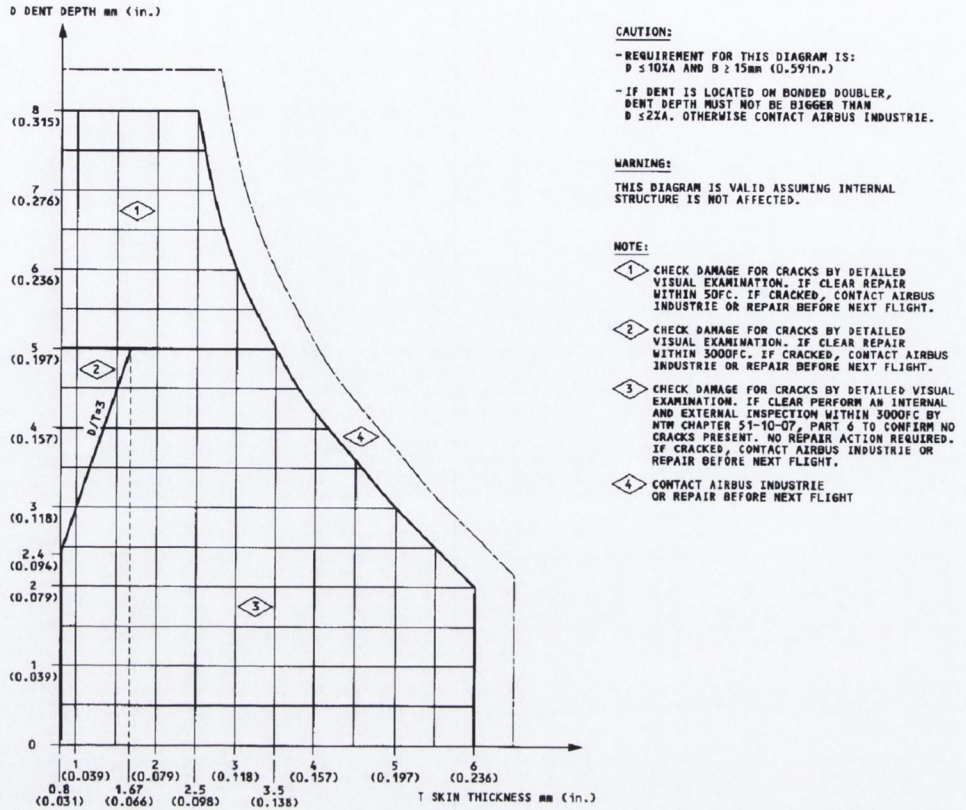 D DENT DEPTH mm (in.)
8
(0.315)
7
(0.276)
6
(0.236)
5
(0.197)
4
(0.157)
3
(0.118)
2.4
(0.094)
2
(0.079)
1
(0.039)
0
1
2
D/T=3
4
3
1
2
3
4
5
6
(0.039)
(0.079)
(0.118)
(0.157)
(0.197)
(0.236)
0.8
1.67
2.5
3.5
(0.031)
(0.066)
(0.098)
(0.138)
T SKIN THICKNESS mm (in.)
CAUTION:
- REQUIREMENT FOR THIS DIAGRAM IS:
D ≤10%A AND B ≥ 15mm (0.59in.)
- IF DENT IS LOCATED ON BONDED DOUBLER,
DENT DEPTH MUST NOT BE BIGGER THAN
D ≤2%A. OTHERWISE CONTACT AIRBUS INDUSTRIE.
WARNING:
THIS DIAGRAM IS VALID ASSUMING INTERNAL
STRUCTURE IS NOT AFFECTED.
NOTE:
1 CHECK DAMAGE FOR CRACKS BY DETAILED
VISUAL EXAMINATION. IF CLEAR REPAIR
WITHIN 50FC. IF CRACKED, CONTACT AIRBUS
INDUSTRIE OR REPAIR BEFORE NEXT FLIGHT.
2 CHECK DAMAGE FOR CRACKS BY DETAILED
VISUAL EXAMINATION. IF CLEAR REPAIR
WITHIN 3000FC. IF CRACKED, CONTACT AIRBUS
INDUSTRIE OR REPAIR BEFORE NEXT FLIGHT.
3 CHECK DAMAGE FOR CRACKS BY DETAILED VISUAL
EXAMINATION. IF CLEAR PERFORM AN INTERNAL
AND EXTERNAL INSPECTION WITHIN 3000FC BY
NTM CHAPTER 51-10-07, PART 6 TO CONFIRM NO
CRACKS PRESENT. NO REPAIR ACTION REQUIRED.
IF CRACKED, CONTACT AIRBUS INDUSTRIE OR
REPAIR BEFORE NEXT FLIGHT.
4 CONTACT AIRBUS INDUSTRIE
OR REPAIR BEFORE NEXT FLIGHT